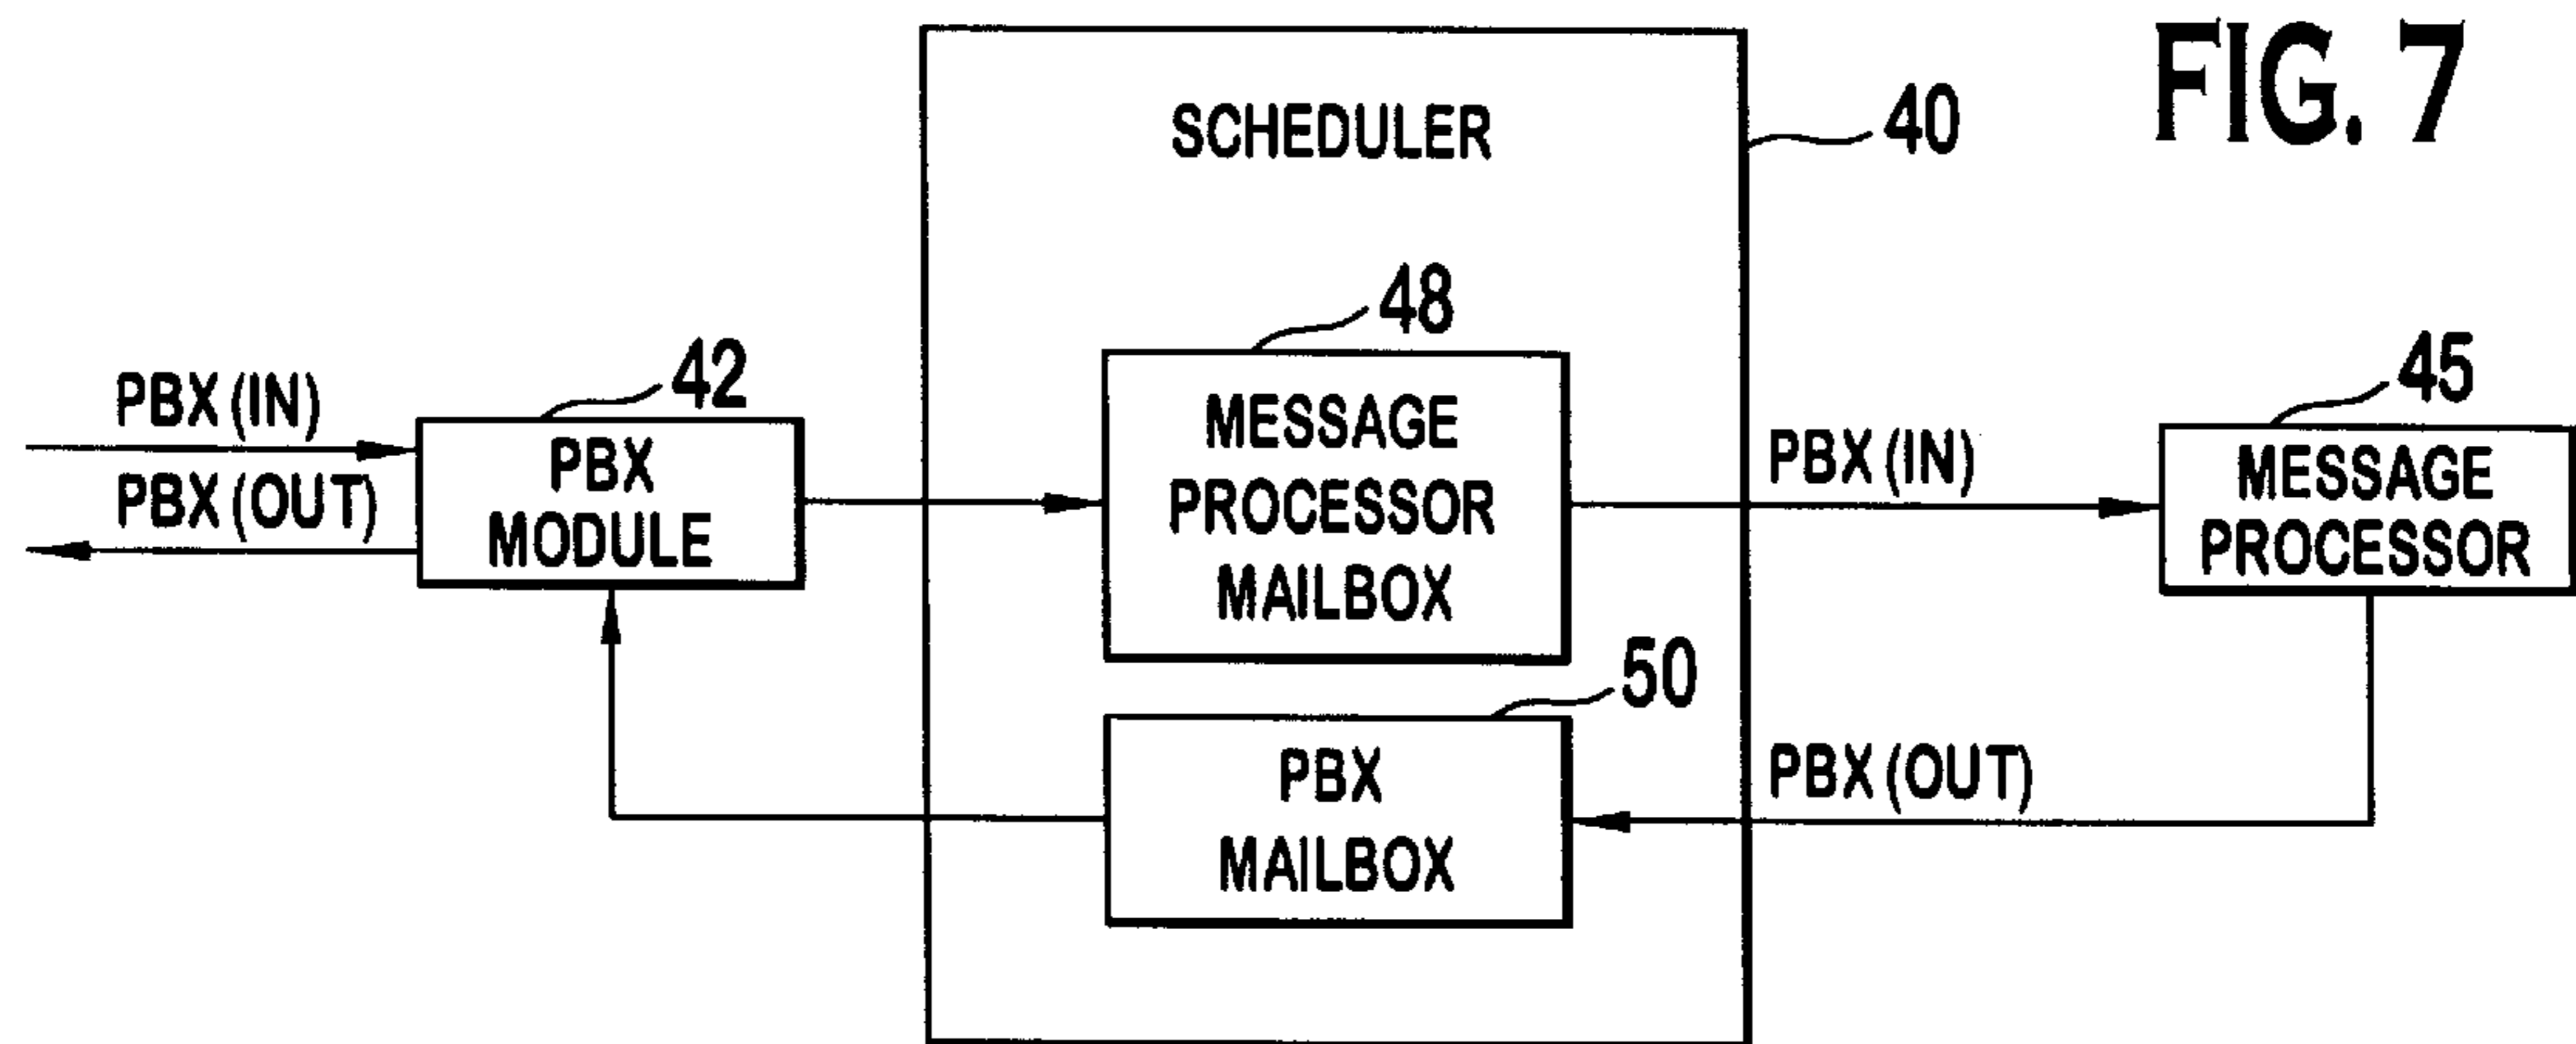 FIG. 7
SCHEDULER
40
48
42
45
PBX (IN)
PBX (OUT)
PBX
MODULE
MESSAGE
PROCESSOR
MAILBOX
PBX (IN)
MESSAGE
PROCESSOR
50
PBX
MAILBOX
PBX (OUT)